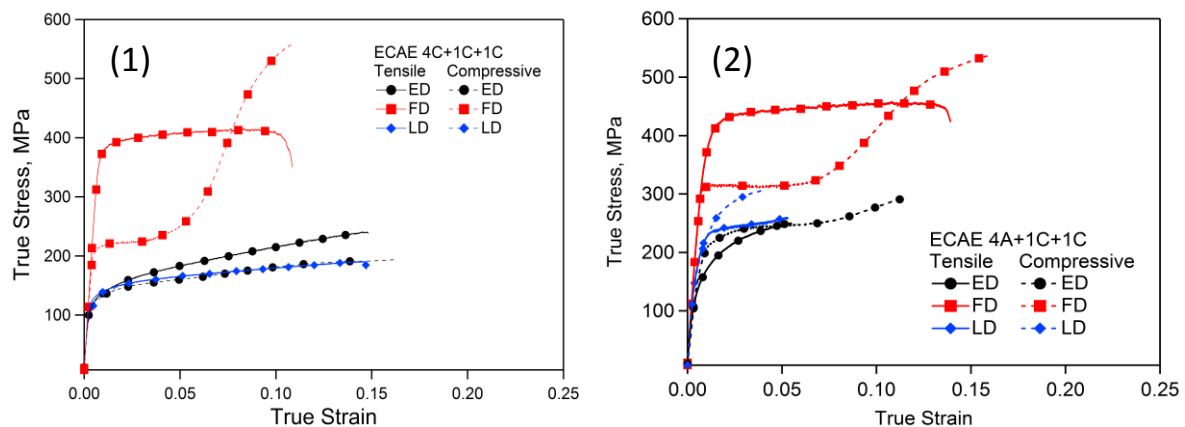 (1)
600
500
400
300
200
100
True Stress, MPa
ECAE 4C+1C+1C
Tensile Compressive
ED ED
FD FD
LD LD
0.00 0.05 0.10 0.15 0.20 0.25
True Strain
(2)
600
500
400
300
200
100
True Stress, MPa
ECAE 4A+1C+1C
Tensile Compressive
ED ED
FD FD
LD LD
0.00 0.05 0.10 0.15 0.20 0.25
True Strain